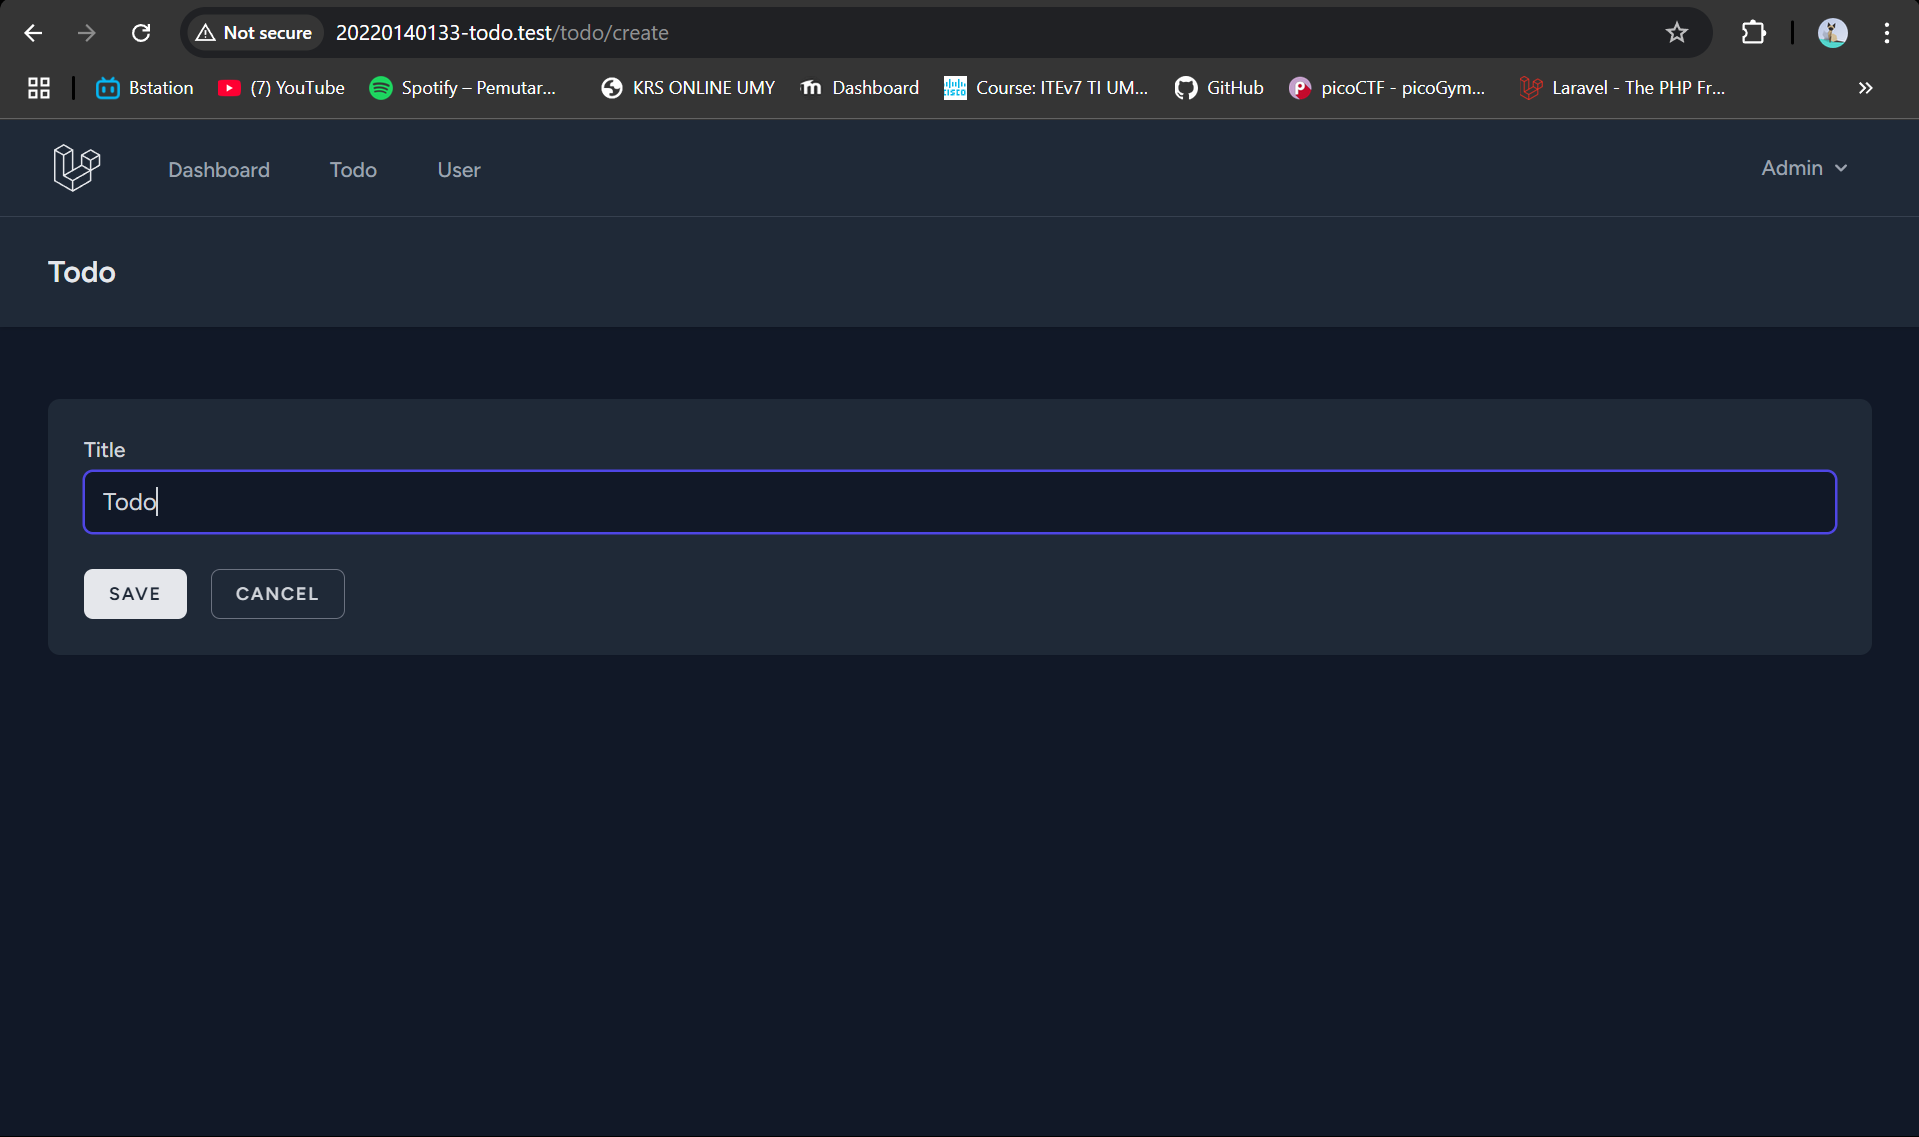 Not secure 20220140133-todo.test/todo/create
Bstation (7) YouTube Spotify – Pemutar... KRS ONLINE UMY Dashboard Course: ITEv7 TI UM... GitHub picoCTF - picoGym... Laravel - The PHP Fr...
Dashboard Todo User Admin
Todo
Title
Todo
SAVE CANCEL